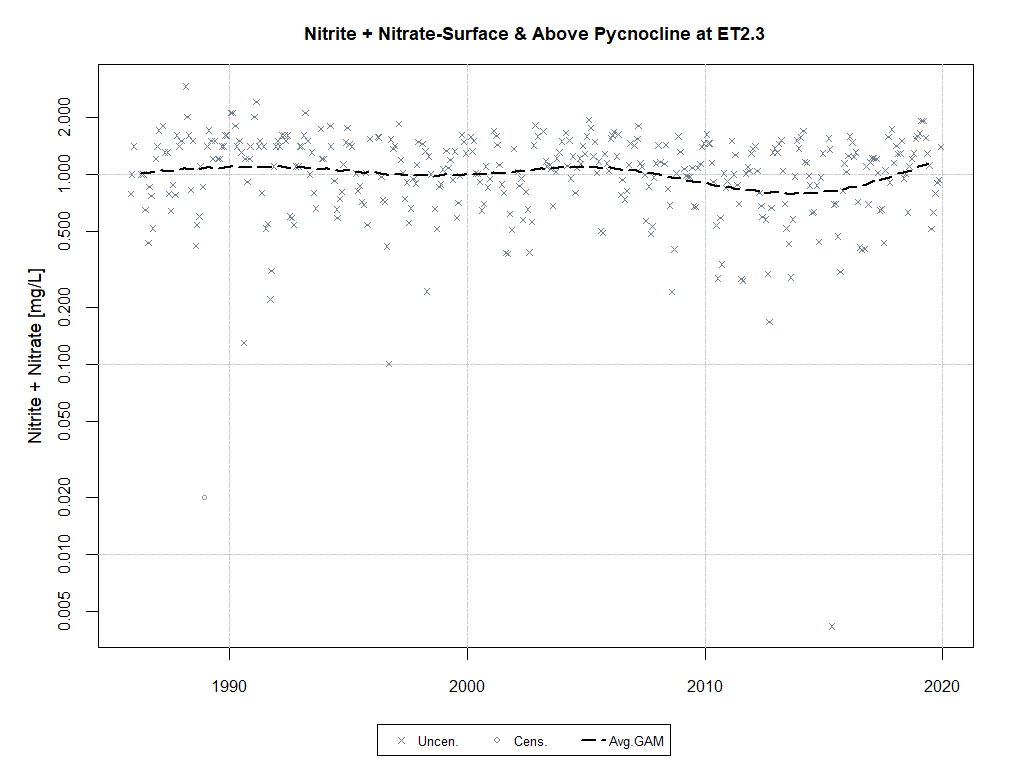 Nitrite + Nitrate-Surface & Above Pycnocline at ET2.3
Nitrite + Nitrate [mg/L]
2.000
1.000
0.500
0.200
0.100
0.050
0.020
0.010
0.005
1990 2000 2010 2020
Uncen. Cens. Avg.GAM